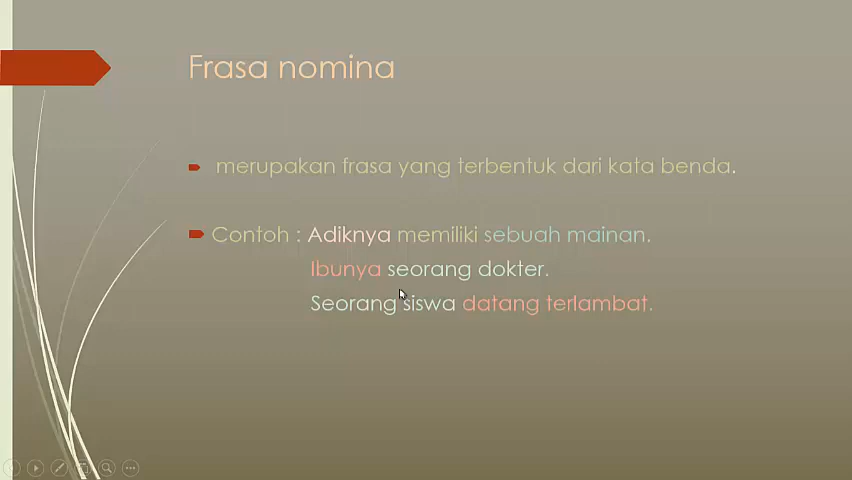 Frasa nomina
merupakan frasa yang terbentuk dari kata benda.
Contoh : Adiknya memiliki sebuah mainan.
Ibunya seorang dokter.
Seorang siswa datang terlambat.